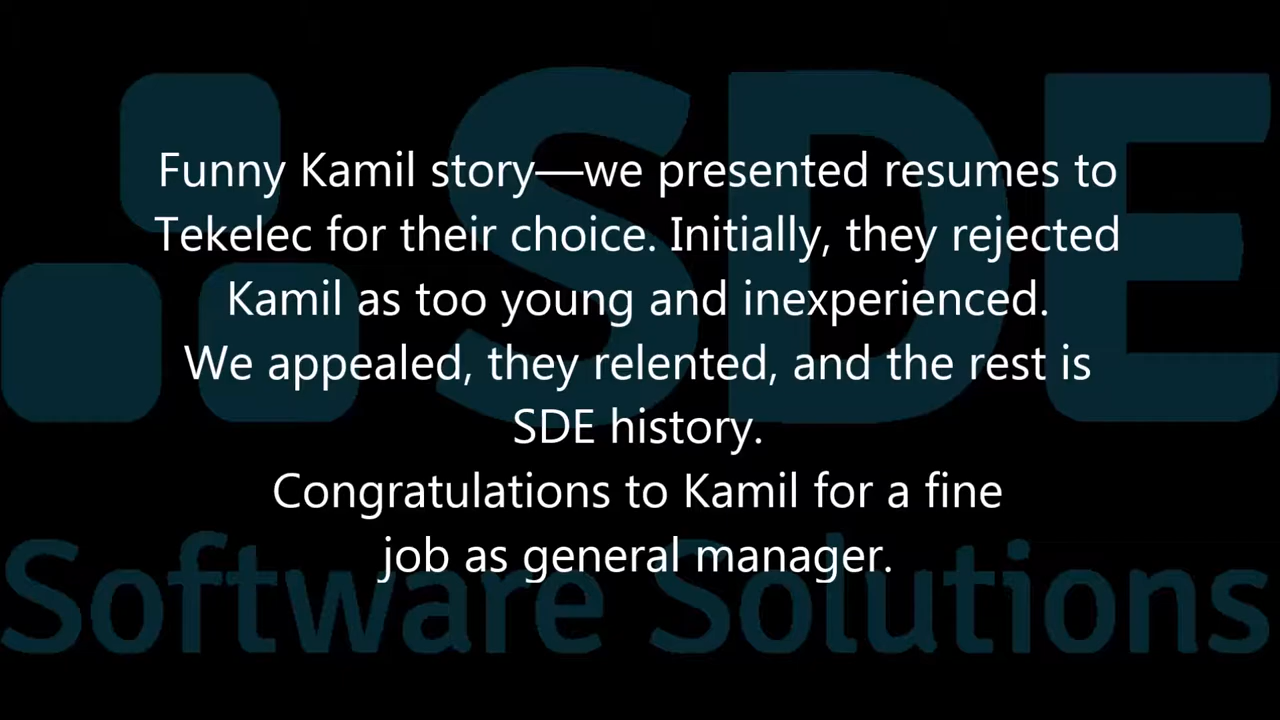 Funny Kamil story—we presented resumes to
Tekelec for their choice. Initially, they rejected
Kamil as too young and inexperienced.
We appealed, they relented, and the rest is
SDE history.
Congratulations to Kamil for a fine
job as general manager.
SDE
Software Solutions